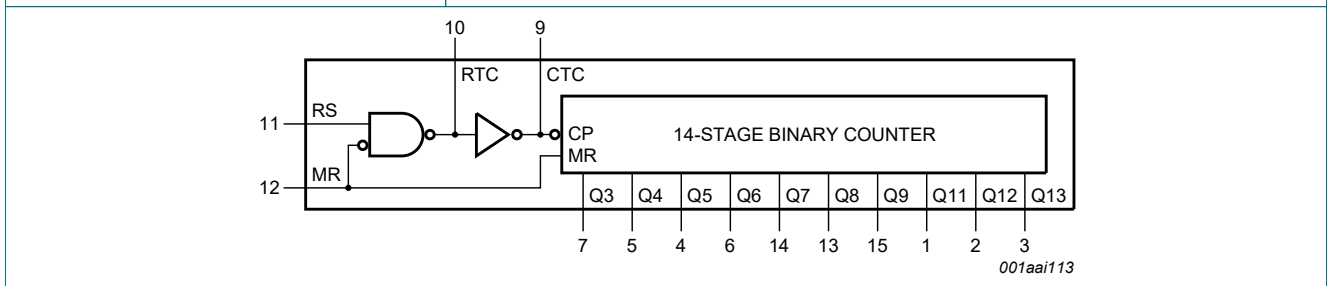 10 9
RTC CTC
11 RS
CP 14-STAGE BINARY COUNTER
MR
12 MR
Q3 Q4 Q5 Q6 Q7 Q8 Q9 Q11 Q12 Q13
7 5 4 6 14 13 15 1 2 3
001aai113